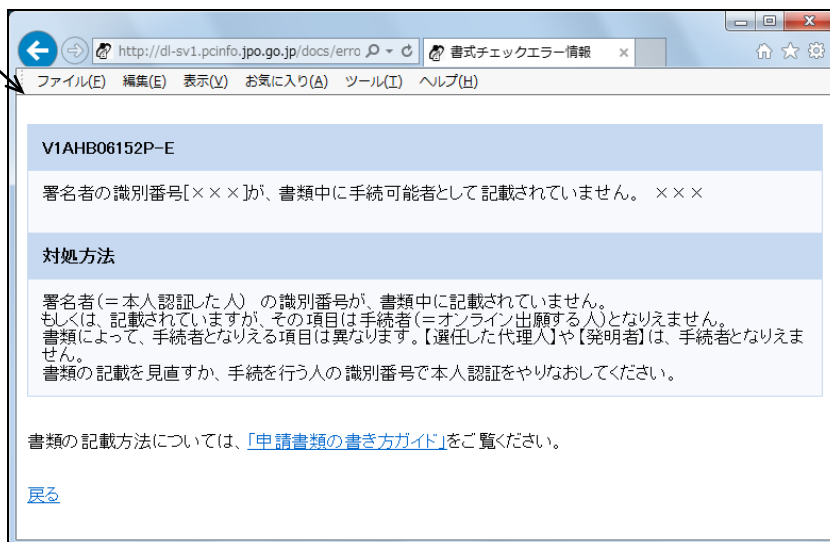 http://dl-sv1.pcinfo.jpo.go.jp/docs/erro
書式チェックエラー情報
ファイル(F) 編集(E) 表示(V) お気に入り(A) ツール(T) ヘルプ(H)
V1AHB06152P-E
署名者の識別番号[×××]が、書類中に手続可能者として記載されていません。 ×××
対処方法
署名者(=本人認証した人) の識別番号が、書類中に記載されていません。
もしくは、記載されていますが、その項目は手続者(=オンライン出願する人)となりえません。
書類によって、手続者となりえる項目は異なります。【選任した代理人】や【発明者】は、手続者となりえま
せん。
書類の記載を見直すか、手続を行う人の識別番号で本人認証をやりなおしてください。
書類の記載方法については、「申請書類の書き方ガイド」をご覧ください。
戻る